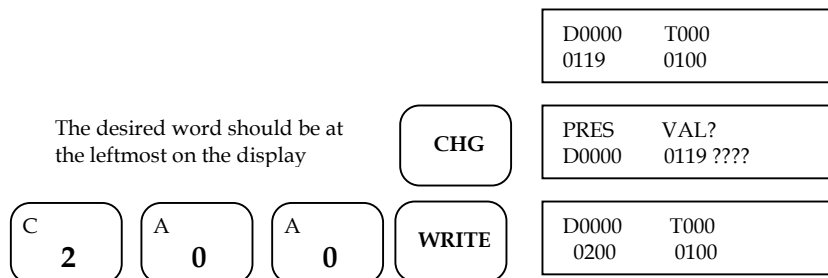 D0000 T000
0119 0100
The desired word should be at
the leftmost on the display
CHG
PRES VAL?
D0000 0119 ????
C
2
A
0
A
0
WRITE
D0000 T000
0200 0100